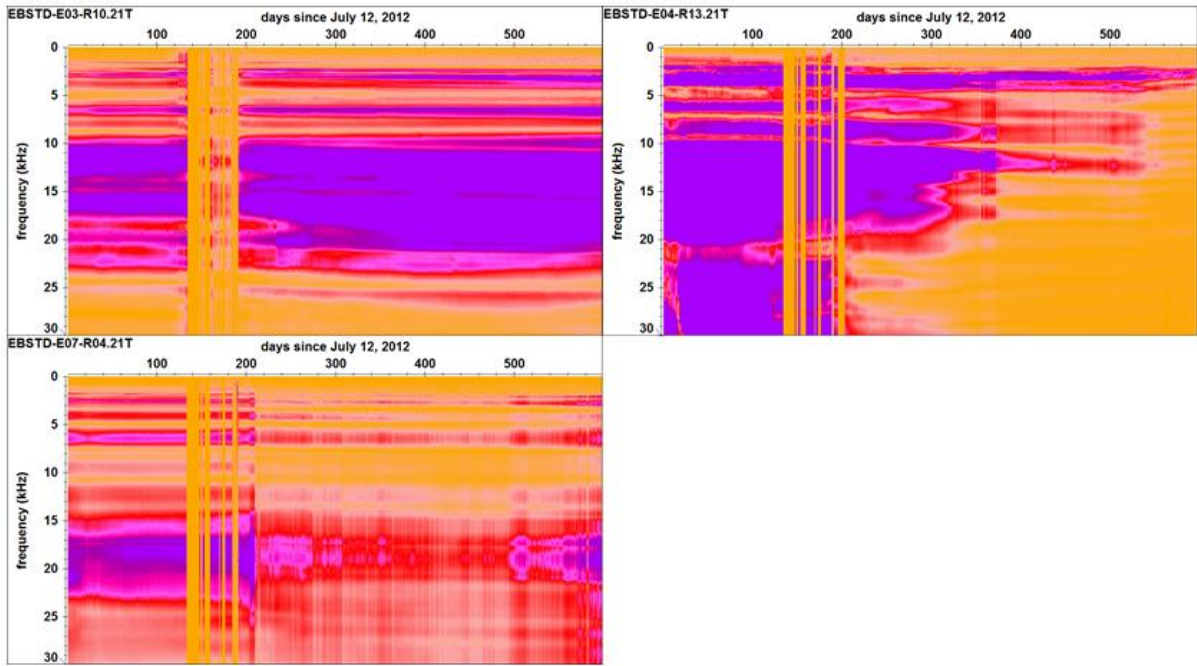 EBSTD-E03-R10.21T days since July 12, 2012
100 200 300 400 500
0
5
10
15
20
25
30
frequency (kHz)
EBSTD-E04-R13.21T days since July 12, 2012
100 200 300 400 500
0
5
10
15
20
25
30
frequency (kHz)
EBSTD-E07-R04.21T days since July 12, 2012
100 200 300 400 500
0
5
10
15
20
25
30
frequency (kHz)